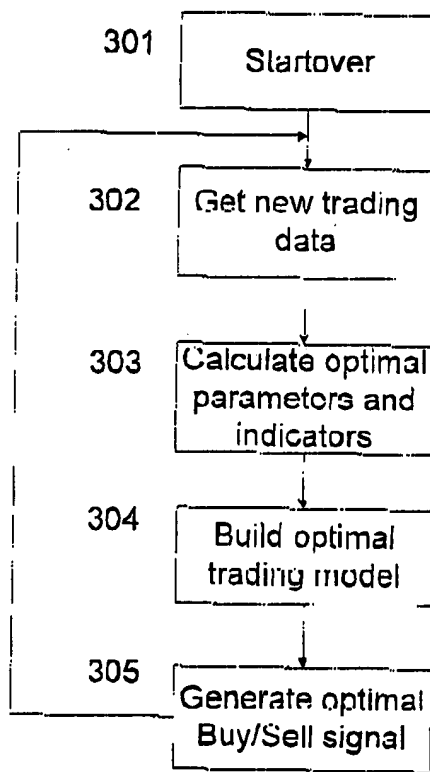 301
Startover
302
Get new trading
data
303
Calculate optimal
parameters and
indicators
304
Build optimal
trading model
305
Generate optimal
Buy/Sell signal